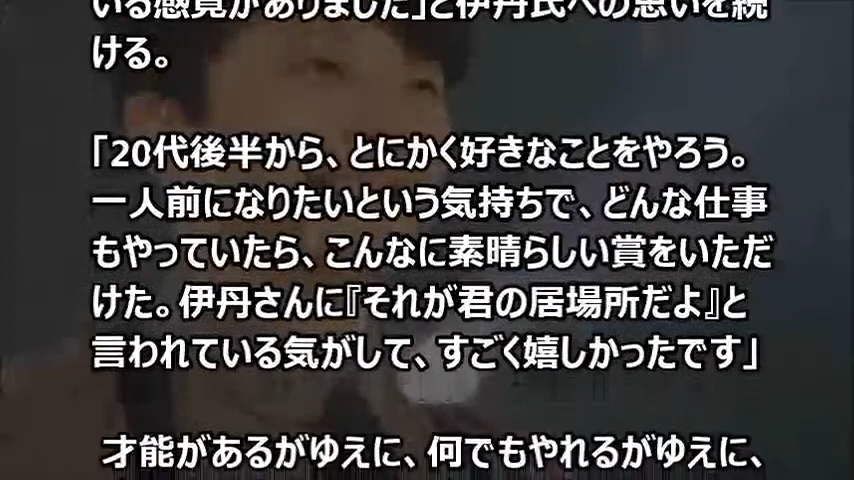 いる感覚がありました」と伊丹氏への思いを続
ける。
「20代後半から、とにかく好きなことをやろう。
一人前になりたいという気持ちで、どんな仕事
もやっていたら、こんなに素晴らしい賞をいただ
けた。伊丹さんに『それが君の居場所だよ』と
言われている気がして、すごく嬉しかったです」
才能があるがゆえに、何でもやれるがゆえに、